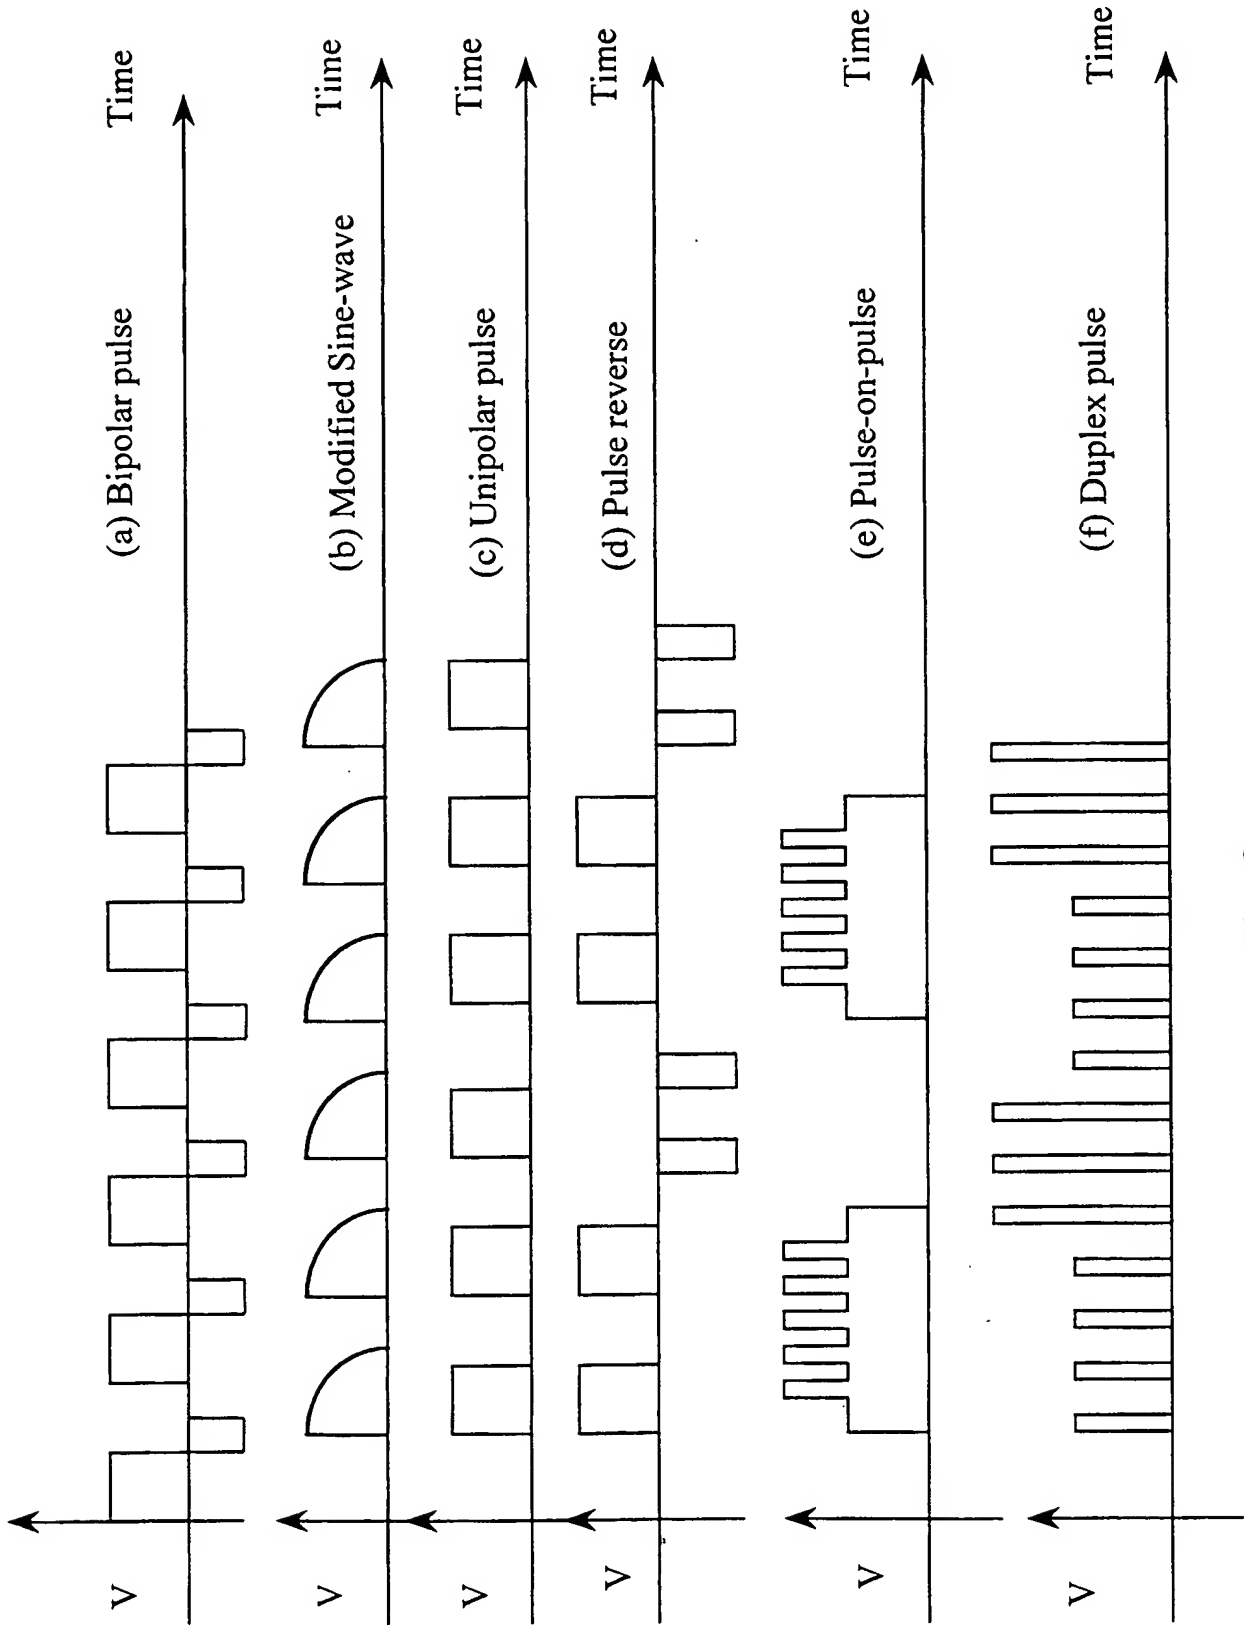 V
(a) Bipolar pulse
Time
V
(b) Modified Sine-wave
Time
V
(c) Unipolar pulse
Time
V
(d) Pulse reverse
Time
(e) Pulse-on-pulse
Time
V
(f) Duplex pulse
Time